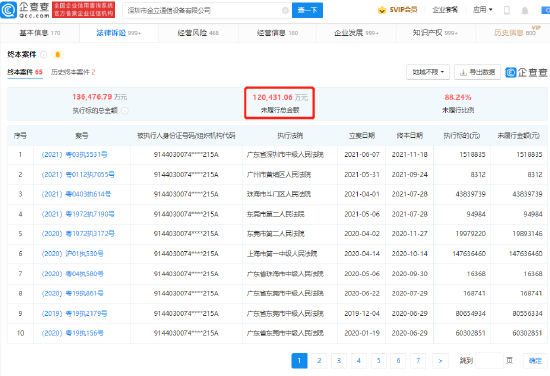 企查查 全国企业信用查询系统 深圳市金立通信设备有限公司 查一下 SVIP会员 企业套餐 应用
Qcc.com 官方备案企业征信机构
VIP
基本信息 170 法律诉讼 999+ 经营风险 468 经营信息 160 企业发展 999+ 知识产权 999+ 历史信息 800
终本案件
终本案件 65 历史终本案件 2 地域不限 导出数据 企查查
136,476.79 万元 120,431.06 万元 88.24%
执行标的总金额 未履行总金额 未履行比例
序号 案号 被执行人身份证号码/组织机构代码 执行法院 立案日期 终本日期 执行标的(元) 未履行金额(元)
1 (2021) 粤03执5531号 9144030074****215A 广东省深圳市中级人民法院 2021-06-07 2021-11-18 1518835 1518835
2 (2021) 粤0112执7055号 9144030074****215A 广州市黄埔区人民法院 2021-05-31 2021-09-24 8312 8312
3 (2021) 粤0403执614号 9144030074****215A 珠海市斗门区人民法院 2021-04-01 2021-07-28 43839739 43839739
4 (2021) 粤1972执7190号 9144030074****215A 东莞市第二人民法院 2021-05-06 2021-07-28 94984 94984
5 (2020) 粤1972执3172号 9144030074****215A 东莞市第二人民法院 2020-04-02 2020-11-27 19979220 19893146
6 (2020) 沪01执530号 9144030074****215A 上海市第一中级人民法院 2020-04-14 2020-10-14 147636460 147636460
7 (2020) 粤04执580号 9144030074****215A 广东省珠海市中级人民法院 2020-05-06 2020-09-30 16368 16368
8 (2020) 粤19执861号 9144030074****215A 广东省东莞市中级人民法院 2020-06-22 2020-07-29 168741 168741
9 (2019) 粤19执2179号 9144030074****215A 广东省东莞市中级人民法院 2019-12-04 2020-06-29 80654934 80556334
10 (2020) 粤19执156号 9144030074****215A 广东省东莞市中级人民法院 2020-01-19 2020-06-29 60302851 60302851
1 2 3 4 5 6 7 > 跳到 页 确定